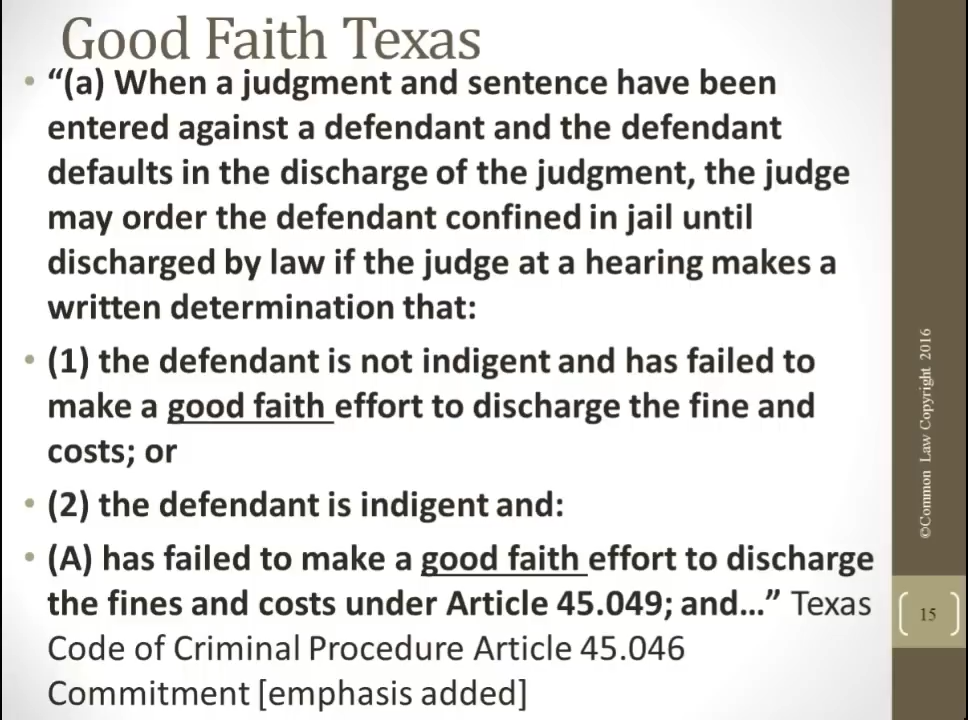 Good Faith Texas
• “(a) When a judgment and sentence have been
entered against a defendant and the defendant
defaults in the discharge of the judgment, the judge
may order the defendant confined in jail until
discharged by law if the judge at a hearing makes a
written determination that:
• (1) the defendant is not indigent and has failed to
make a good faith effort to discharge the fine and
costs; or
• (2) the defendant is indigent and:
• (A) has failed to make a good faith effort to discharge
the fines and costs under Article 45.049; and…” Texas
Code of Criminal Procedure Article 45.046
Commitment [emphasis added]
©Common Law Copyright 2016
15